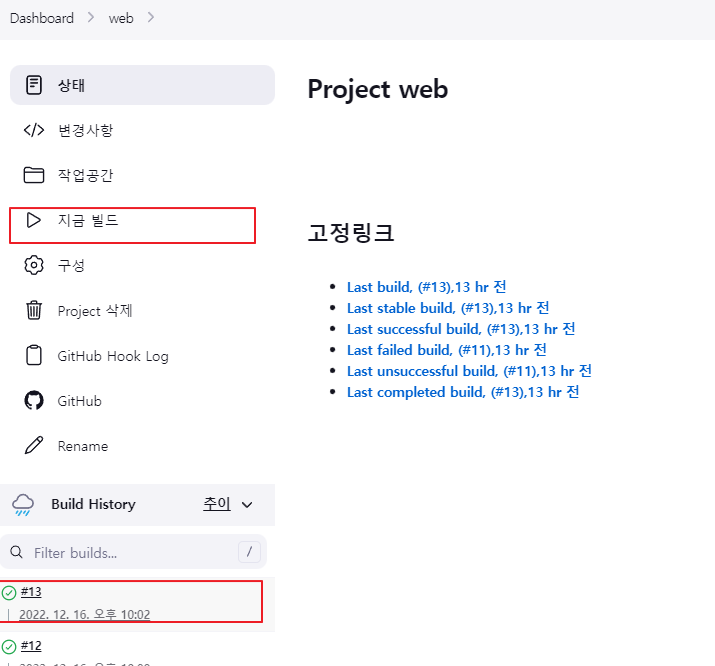 Dashboard
web
상태
변경사항
작업공간
지금 빌드
구성
Project 삭제
GitHub Hook Log
GitHub
Rename
Build History 추이
Filter builds... /
#13
2022. 12. 16. 오후 10:02
#12
Project web
고정링크
Last build, (#13),13 hr 전
Last stable build, (#13),13 hr 전
Last successful build, (#13),13 hr 전
Last failed build, (#11),13 hr 전
Last unsuccessful build, (#11),13 hr 전
Last completed build, (#13),13 hr 전